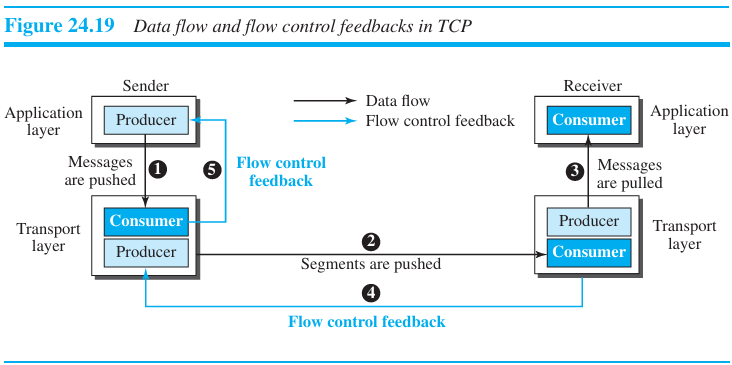 Figure 24.19 Data flow and flow control feedbacks in TCP
Sender
Receiver
Application
layer
Producer
Data flow
Flow control feedback
Consumer
Application
layer
Messages
are pushed
1
5
Flow control
feedback
3
Messages
are pulled
Transport
layer
Consumer
Producer
2
Segments are pushed
Producer
Consumer
Transport
layer
4
Flow control feedback